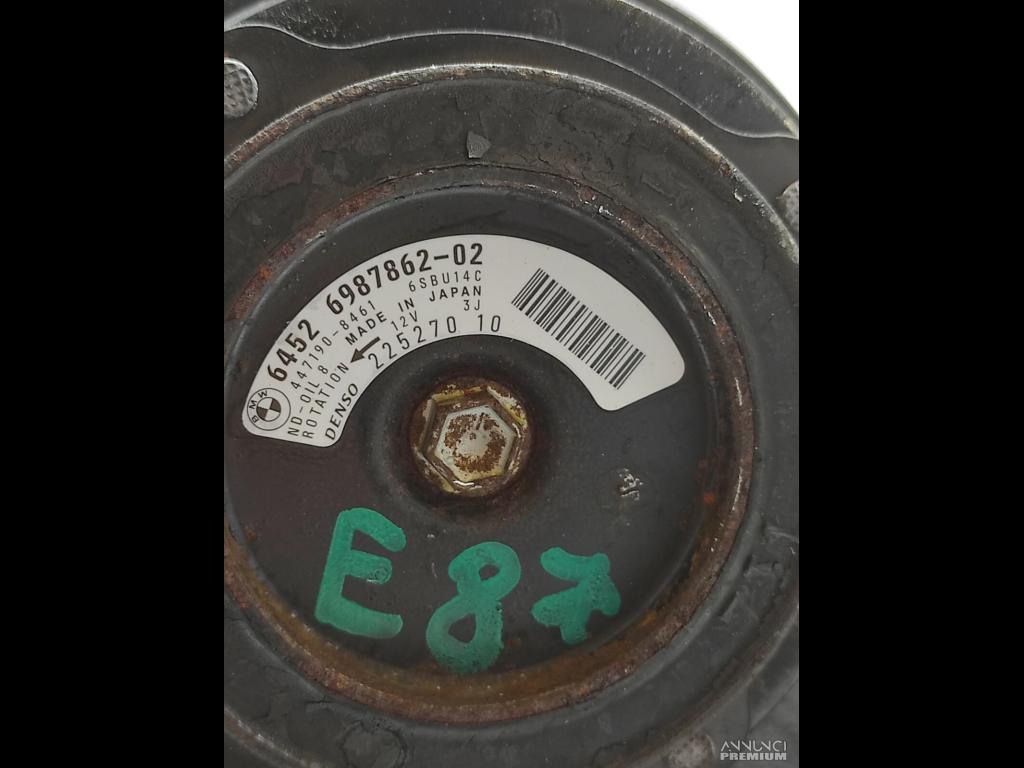 BMW
6452 6987862-02
447190-8461 6SBU14C
ND-OIL 8 MADE IN JAPAN
ROTATION 12V 3J
DENSO 225270 10
E87
ANNUNCI
PREMIUM